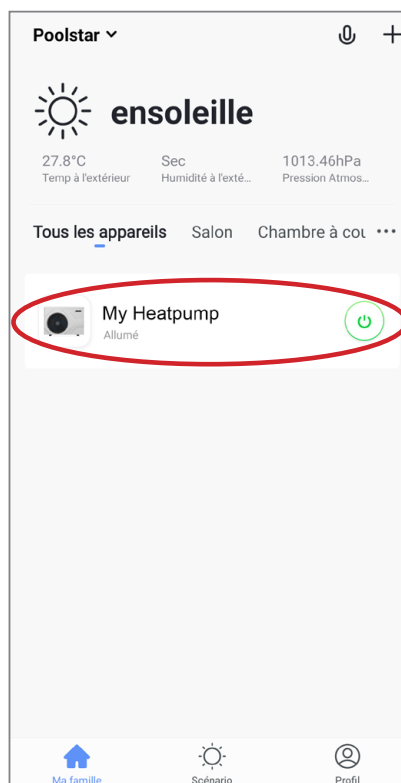 Poolstar
ensoleille
27.8°C Sec 1013.46hPa
Temp à l'extérieur Humidité à l'exté... Pression Atmos...
Tous les appareils Salon Chambre à cou ...
My Heatpump
Allumé
Ma famille Scénario Profil